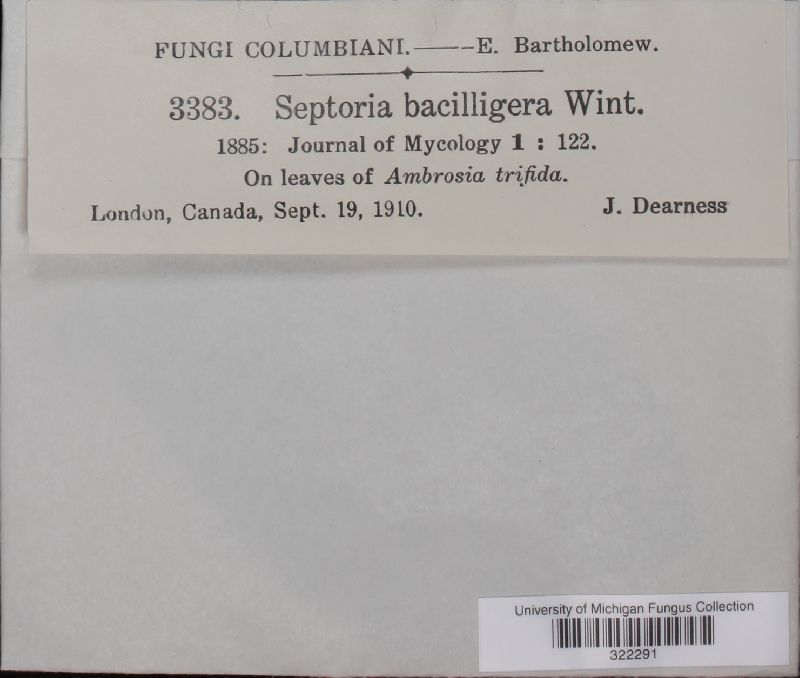 FUNGI COLUMBIANI.——E. Bartholomew.
3383. Septoria bacilligera Wint.
1885: Journal of Mycology 1 : 122.
On leaves of Ambrosia trifida.
London, Canada, Sept. 19, 1910. J. Dearness
University of Michigan Fungus Collection
322291